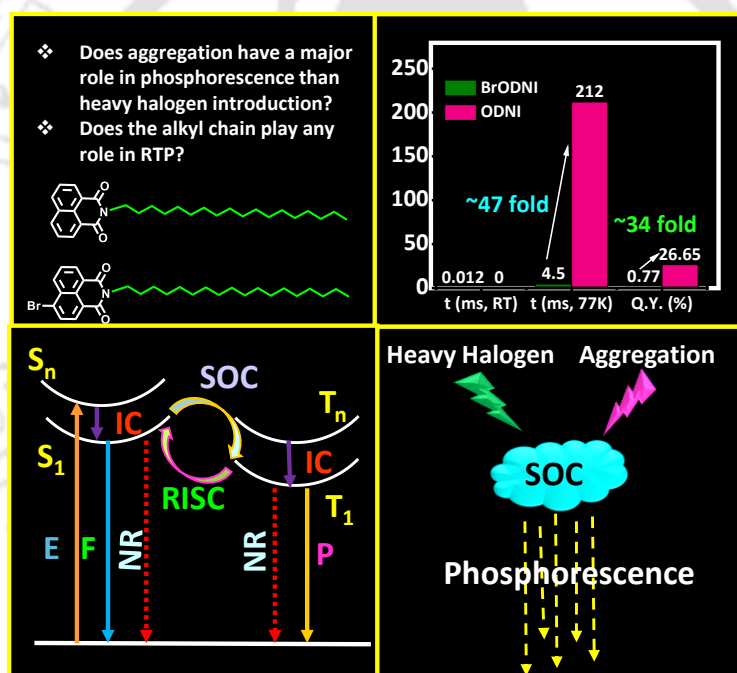 ❖ Does aggregation have a major
role in phosphorescence than
heavy halogen introduction?
❖ Does the alkyl chain play any
role in RTP?
O
N
O
O
Br
N
O
250
200
150
100
50
0
BrODNI
ODNI
212
~47 fold
~34 fold
26.65
0.012 0
4.5
0.77
t (ms, RT) t (ms, 77K) Q.Y. (%)
Sn
SOC
Tn
IC
S1
IC
RISC
T1
E F NR NR P
Heavy Halogen Aggregation
SOC
Phosphorescence